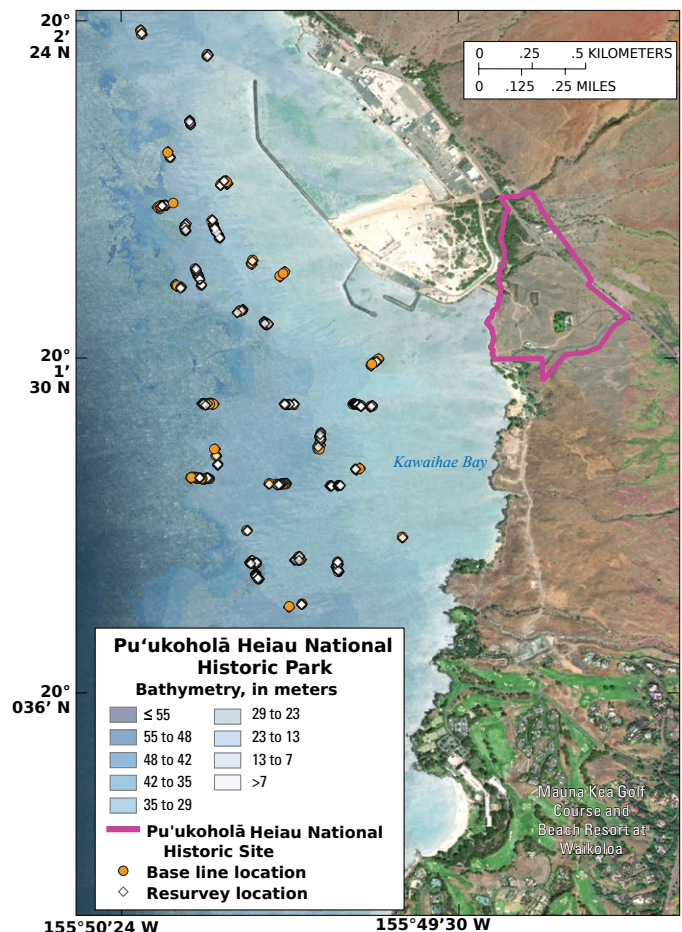 20°
2’
24 N
0 .25 .5 KILOMETERS
0 .125 .25 MILES
20°
1’
30 N
Kawaihae Bay
20°
036’ N
Pu‘ukoholā Heiau National
Historic Park
Bathymetry, in meters
≤ 55
55 to 48
48 to 42
42 to 35
35 to 29
29 to 23
23 to 13
13 to 7
>7
Pu'ukoholā Heiau National
Historic Site
Base line location
Resurvey location
Mauna Kea Golf
Course and
Beach Resort at
Waikoloa
155°50’24 W
155°49’30 W